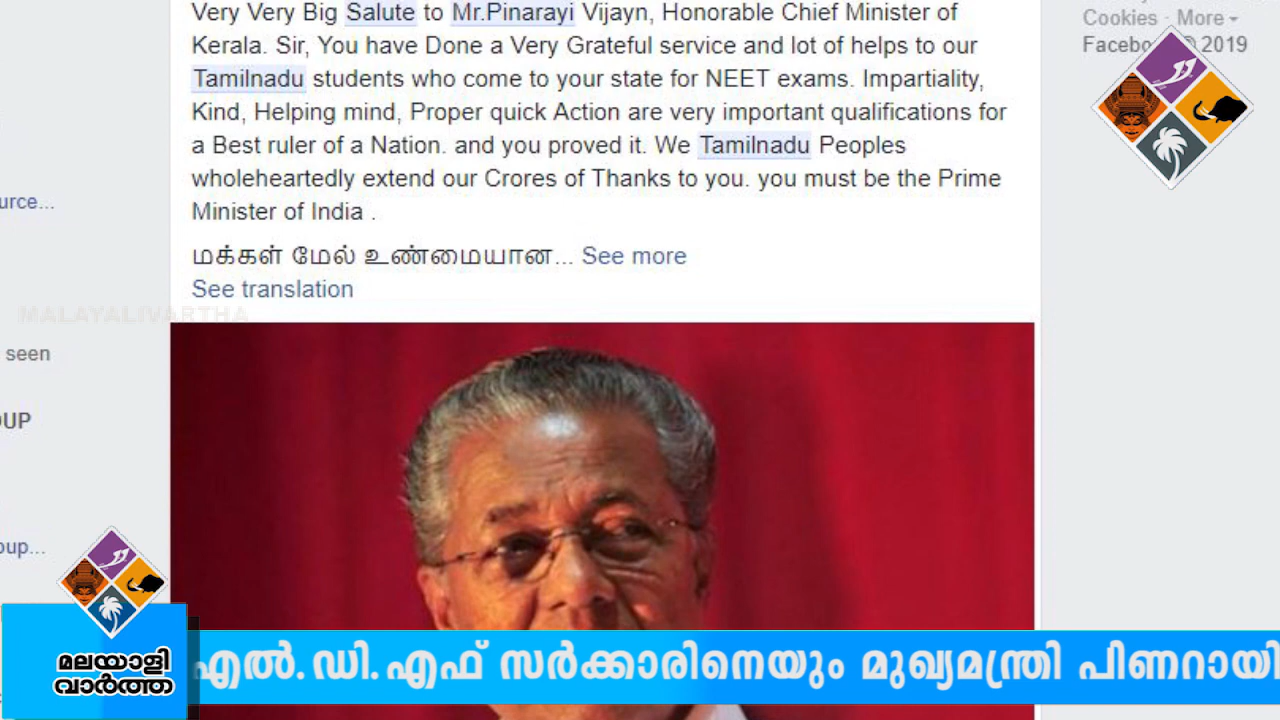 Very Very Big Salute to Mr.Pinarayi Vijayn, Honorable Chief Minister of
Kerala. Sir, You have Done a Very Grateful service and lot of helps to our
Tamilnadu students who come to your state for NEET exams. Impartiality,
Kind, Helping mind, Proper quick Action are very important qualifications for
a Best ruler of a Nation. and you proved it. We Tamilnadu Peoples
wholeheartedly extend our Crores of Thanks to you. you must be the Prime
Minister of India .
மக்கள் மேல் உண்மையான... See more
See translation
Cookies · More
Facebook © 2019
urce...
MALAYALIVARTHA
seen
OUP
oup...
മലയാളി
വാർത്ത
എൽ.ഡി.എഫ് സർക്കാരിനെയും മുഖ്യമന്ത്രി പിണറായി